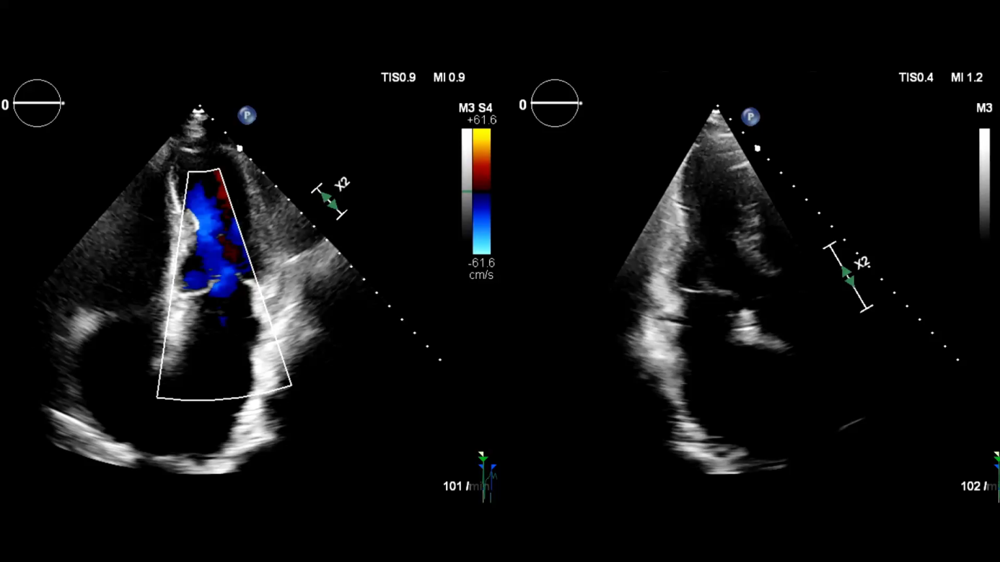 TIS0.9 MI 0.9
0
P
M3 S4
+61.6
X2
-61.6
cm/s
101 /min
TIS0.4 MI 1.2
0
P
M3
X2
102 /m